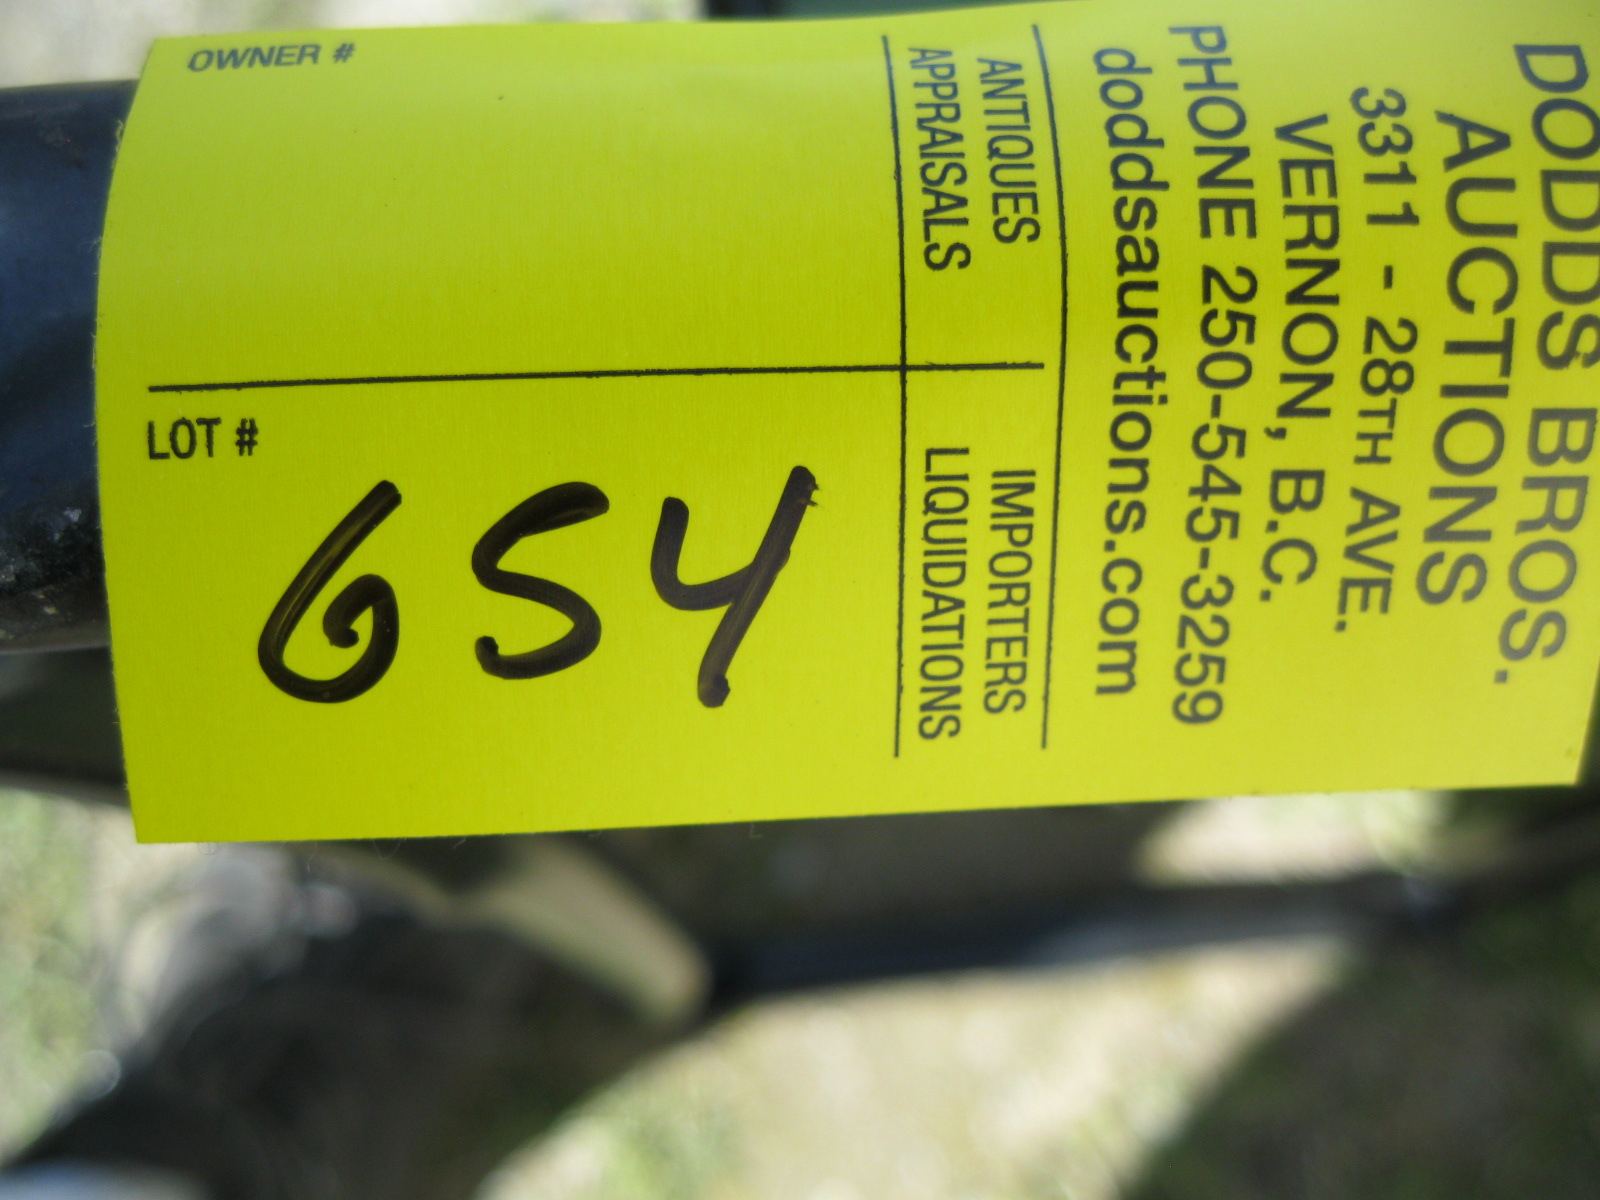 DODDS BROS.
AUCTIONS
3311 - 28TH AVE.
VERNON, B.C.
PHONE 250-545-3259
doddsauctions.com
ANTIQUES IMPORTERS
APPRAISALS LIQUIDATIONS
OWNER #
LOT #
654